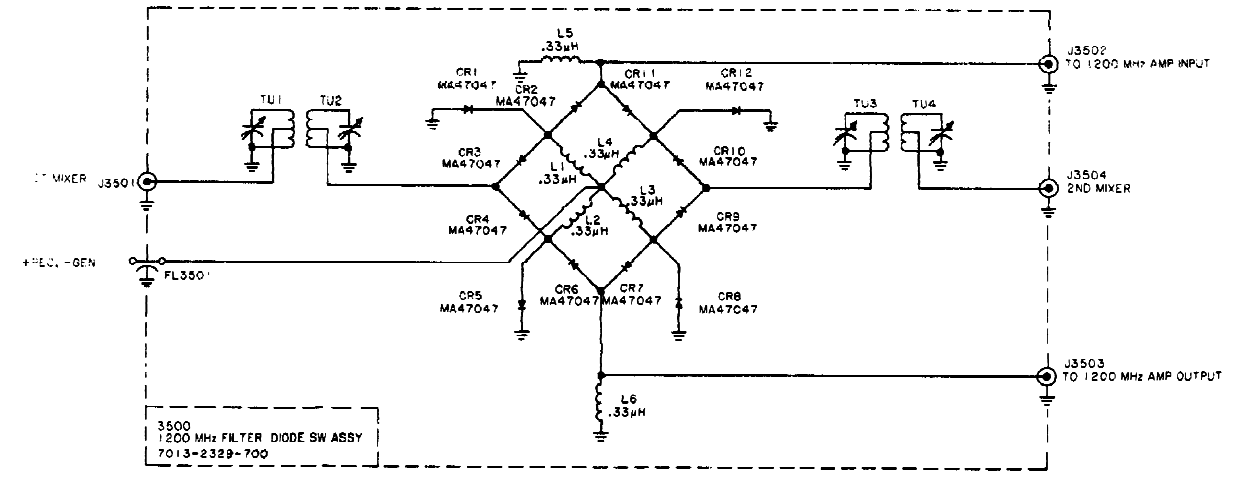 L5
.33µH
J3502
TO 1200 MHz AMP INPUT
CR1
MA47047
CR2
MA47047
CR11
MA47047
CR12
MA47047
TU1
TU2
TU3
TU4
CR3
MA47047
L1
.33µH
L4
.33µH
CR10
MA47047
MIXER
J3501
J3504
2ND MIXER
L3
.33µH
L2
.33µH
CR4
MA47047
CR9
MA47047
-GEN
FL3501
CR5
MA47047
CR6
MA47047
CR7
MA47047
CR8
MA47047
J3503
TO 1200 MHz AMP OUTPUT
L6
.33µH
3500
1200 MHz FILTER DIODE SW ASSY
7013-2329-700